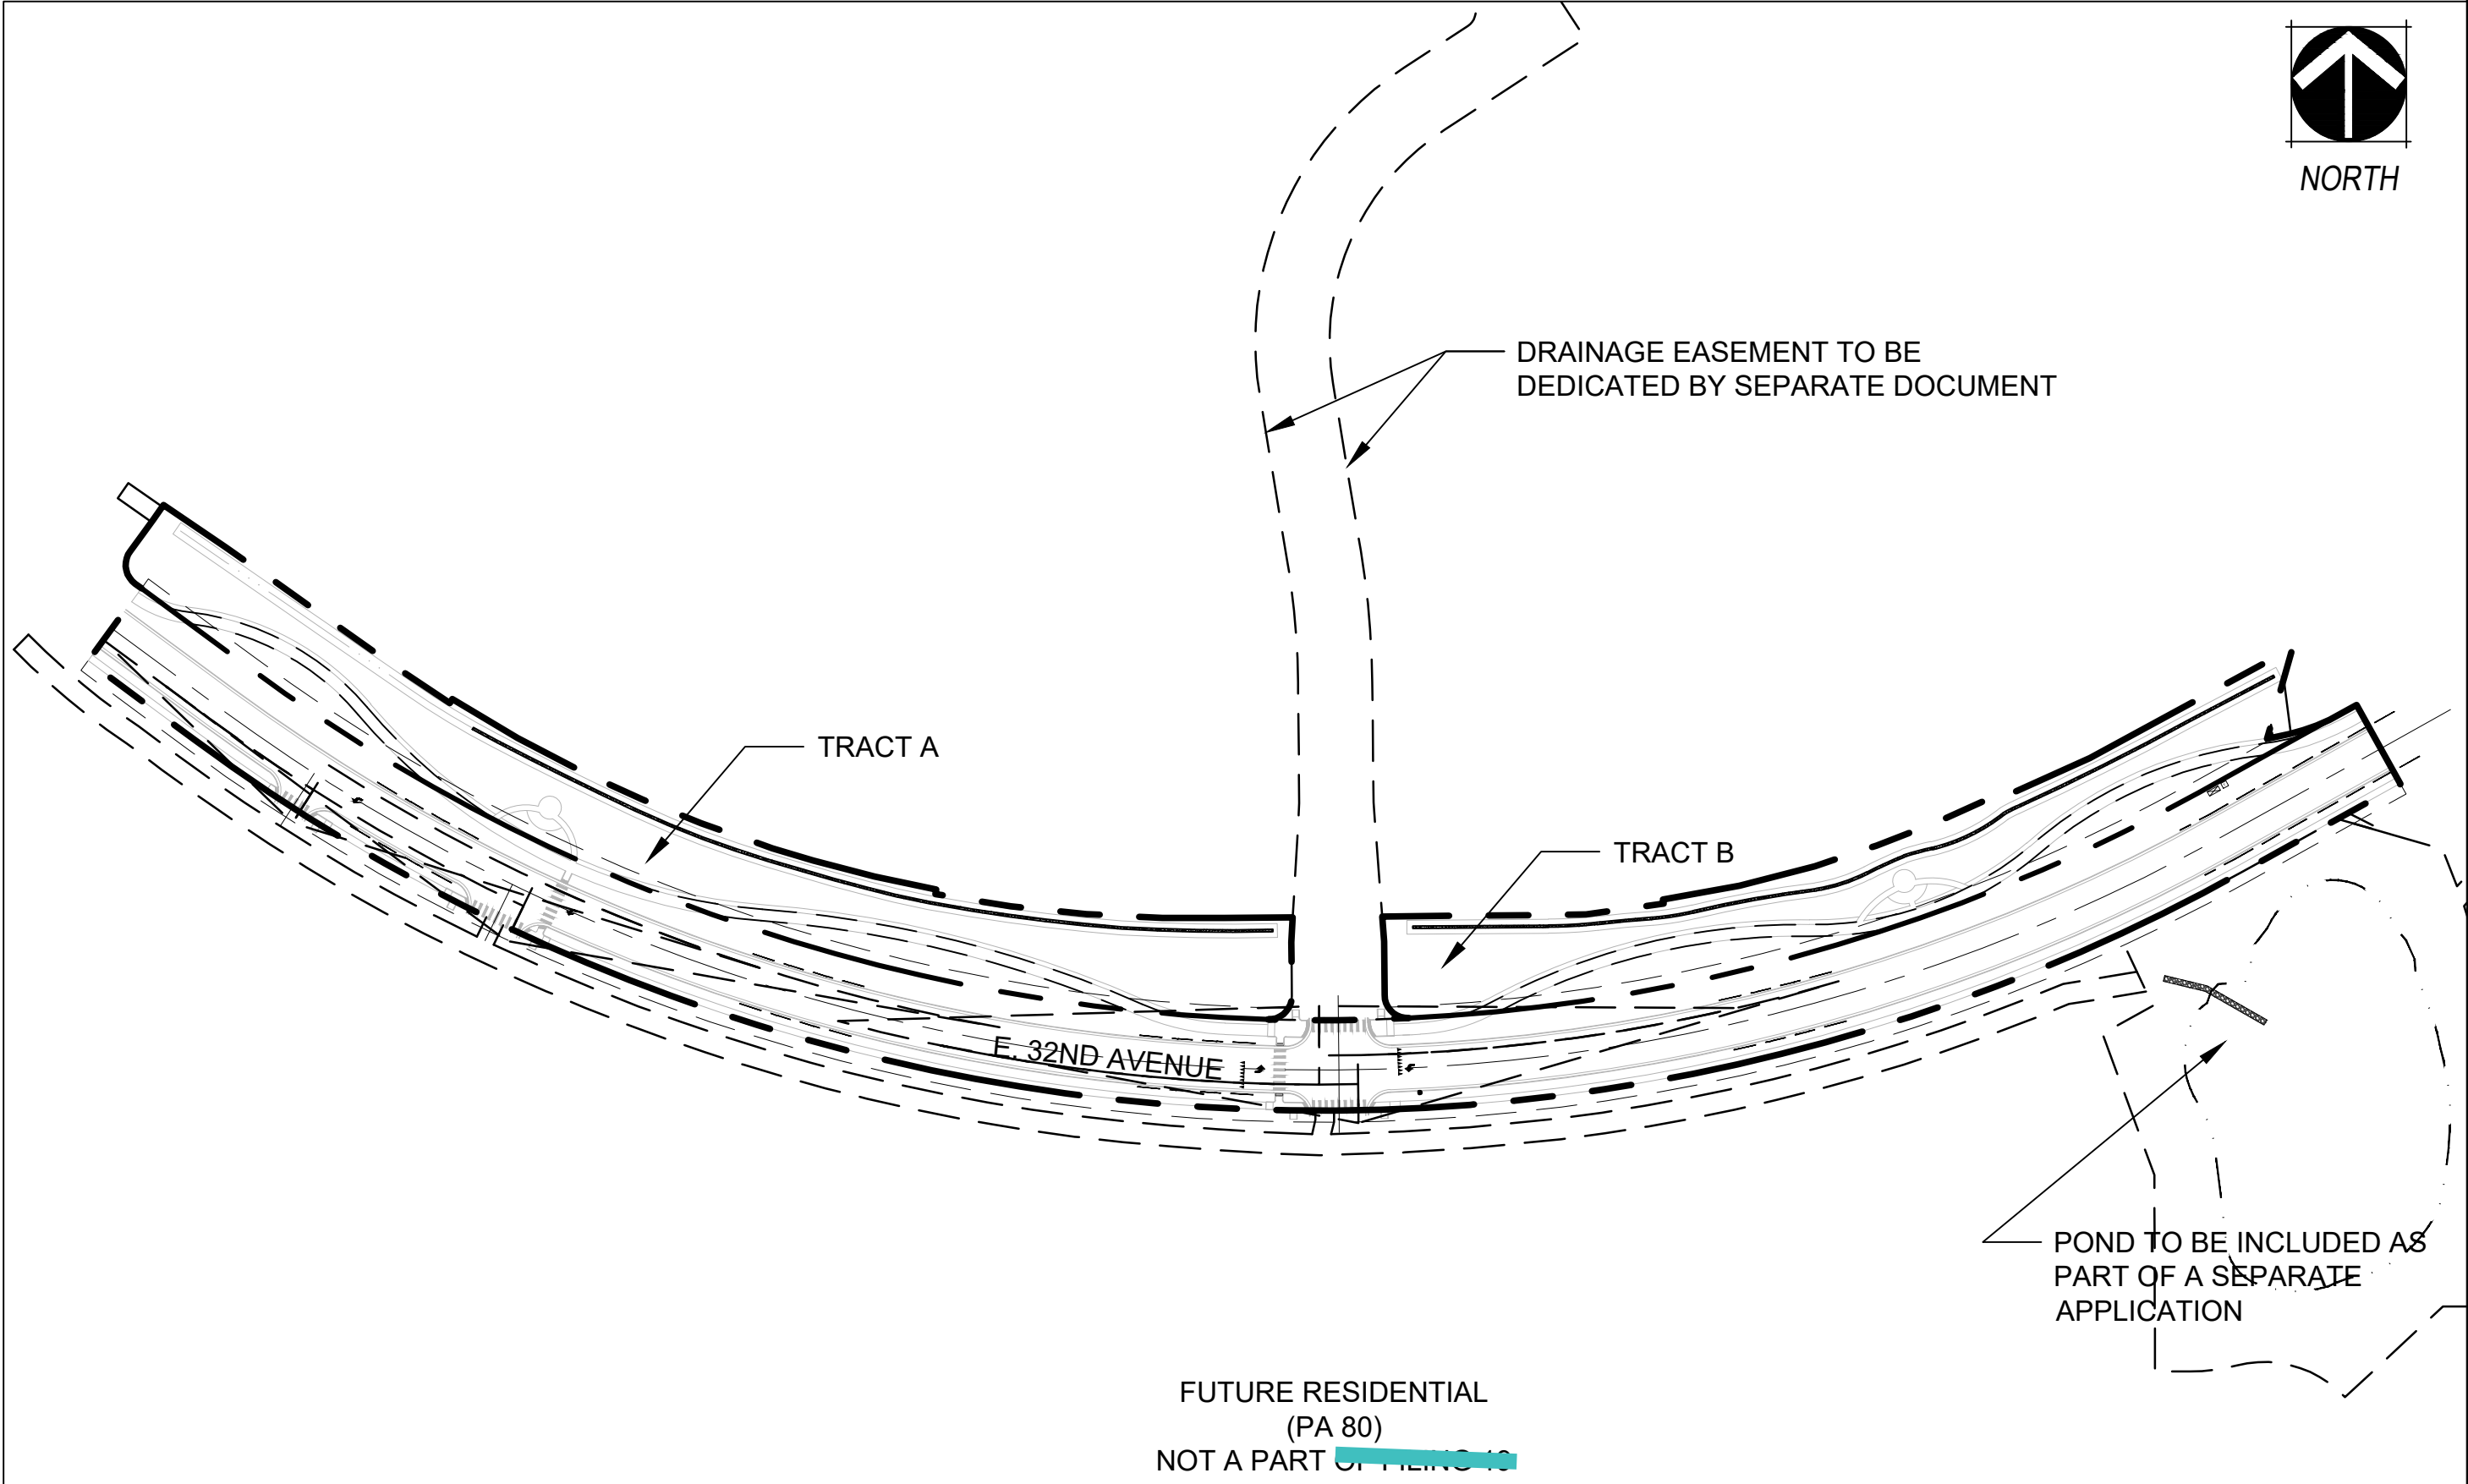 NORTH
DRAINAGE EASEMENT TO BE
DEDICATED BY SEPARATE DOCUMENT
TRACT A
TRACT B
E. 32ND AVENUE
POND TO BE INCLUDED AS
PART OF A SEPARATE
APPLICATION
FUTURE RESIDENTIAL
(PA 80)
NOT A PART